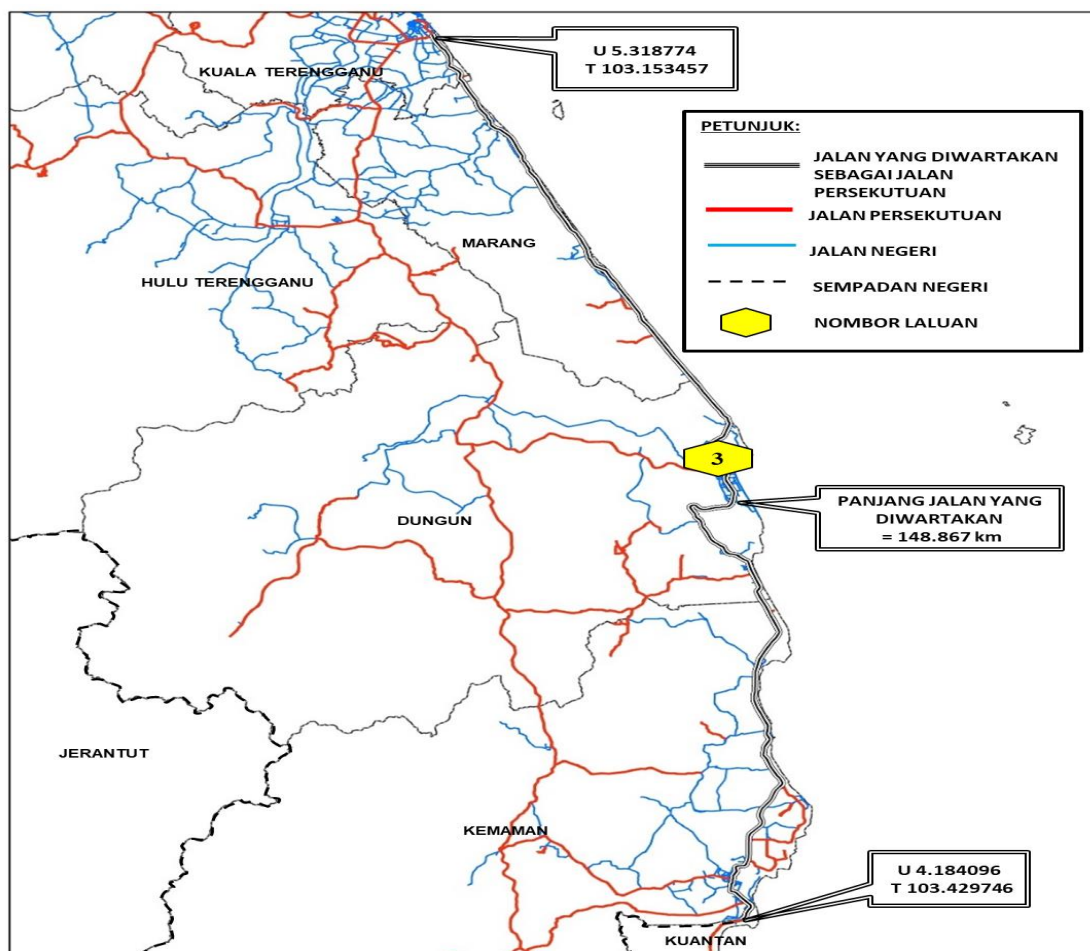 U 5.318774
T 103.153457
KUALA TERENGGANU
PETUNJUK:
JALAN YANG DIWARTAKAN
SEBAGAI JALAN
PERSEKUTUAN
JALAN PERSEKUTUAN
JALAN NEGERI
SEMPADAN NEGERI
NOMBOR LALUAN
MARANG
HULU TERENGGANU
3
PANJANG JALAN YANG
DIWARTAKAN
= 148.867 km
DUNGUN
JERANTUT
KEMAMAN
U 4.184096
T 103.429746
KUANTAN